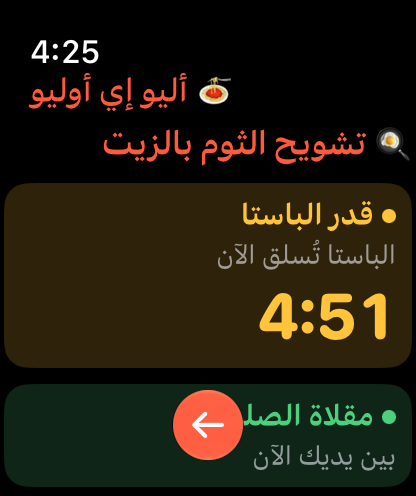 4:25
أليو إي أوليو
تشويح الثوم بالزيت
قدر الباستا
الباستا تُسلق الآن
4:51
مقلاة
بين يديك الآن